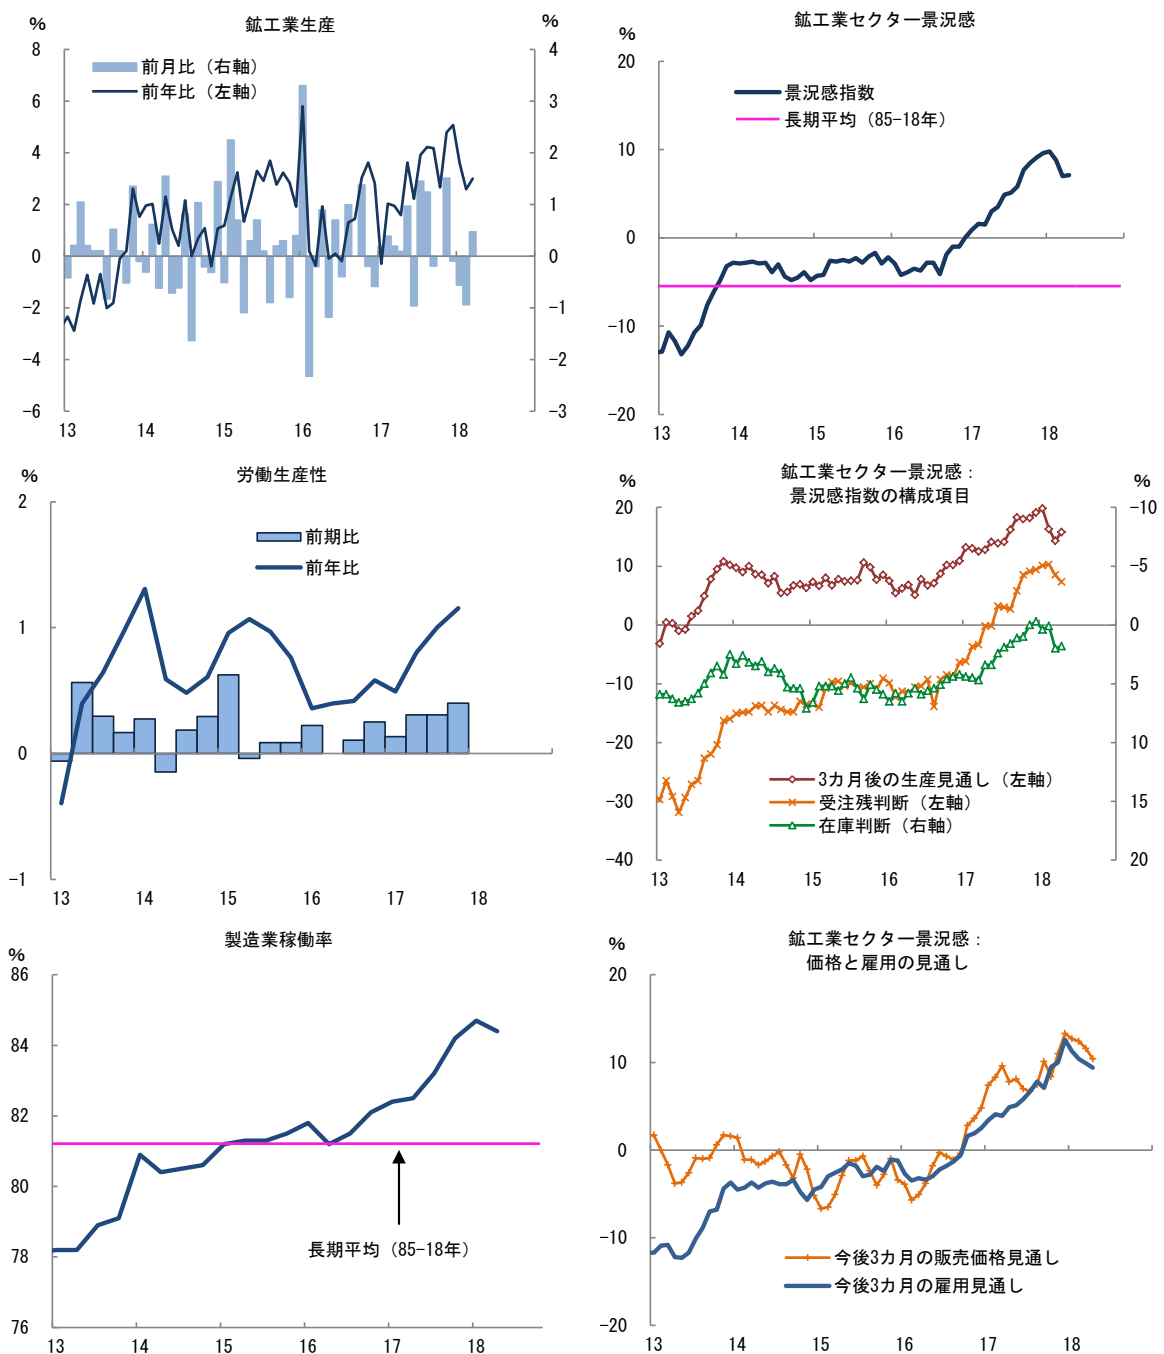 鉱工業生産
%
%
前月比（右軸）
前年比（左軸）
8
6
4
2
0
-2
-4
-6
4
3
2
1
0
-1
-2
-3
13 14 15 16 17 18
鉱工業セクター景況感
%
景況感指数
長期平均（85-18年）
20
10
0
-10
-20
13 14 15 16 17 18
労働生産性
%
前期比
前年比
2
1
0
-1
13 14 15 16 17 18
鉱工業セクター景況感：
景況感指数の構成項目
%
%
20
10
0
-10
-20
-30
-40
-10
-5
0
5
10
15
20
3カ月後の生産見通し（左軸）
受注残判断（左軸）
在庫判断（右軸）
13 14 15 16 17 18
製造業稼働率
%
86
84
82
80
78
76
長期平均（85-18年）
13 14 15 16 17 18
鉱工業セクター景況感：
価格と雇用の見通し
%
20
10
0
-10
-20
今後3カ月の販売価格見通し
今後3カ月の雇用見通し
13 14 15 16 17 18